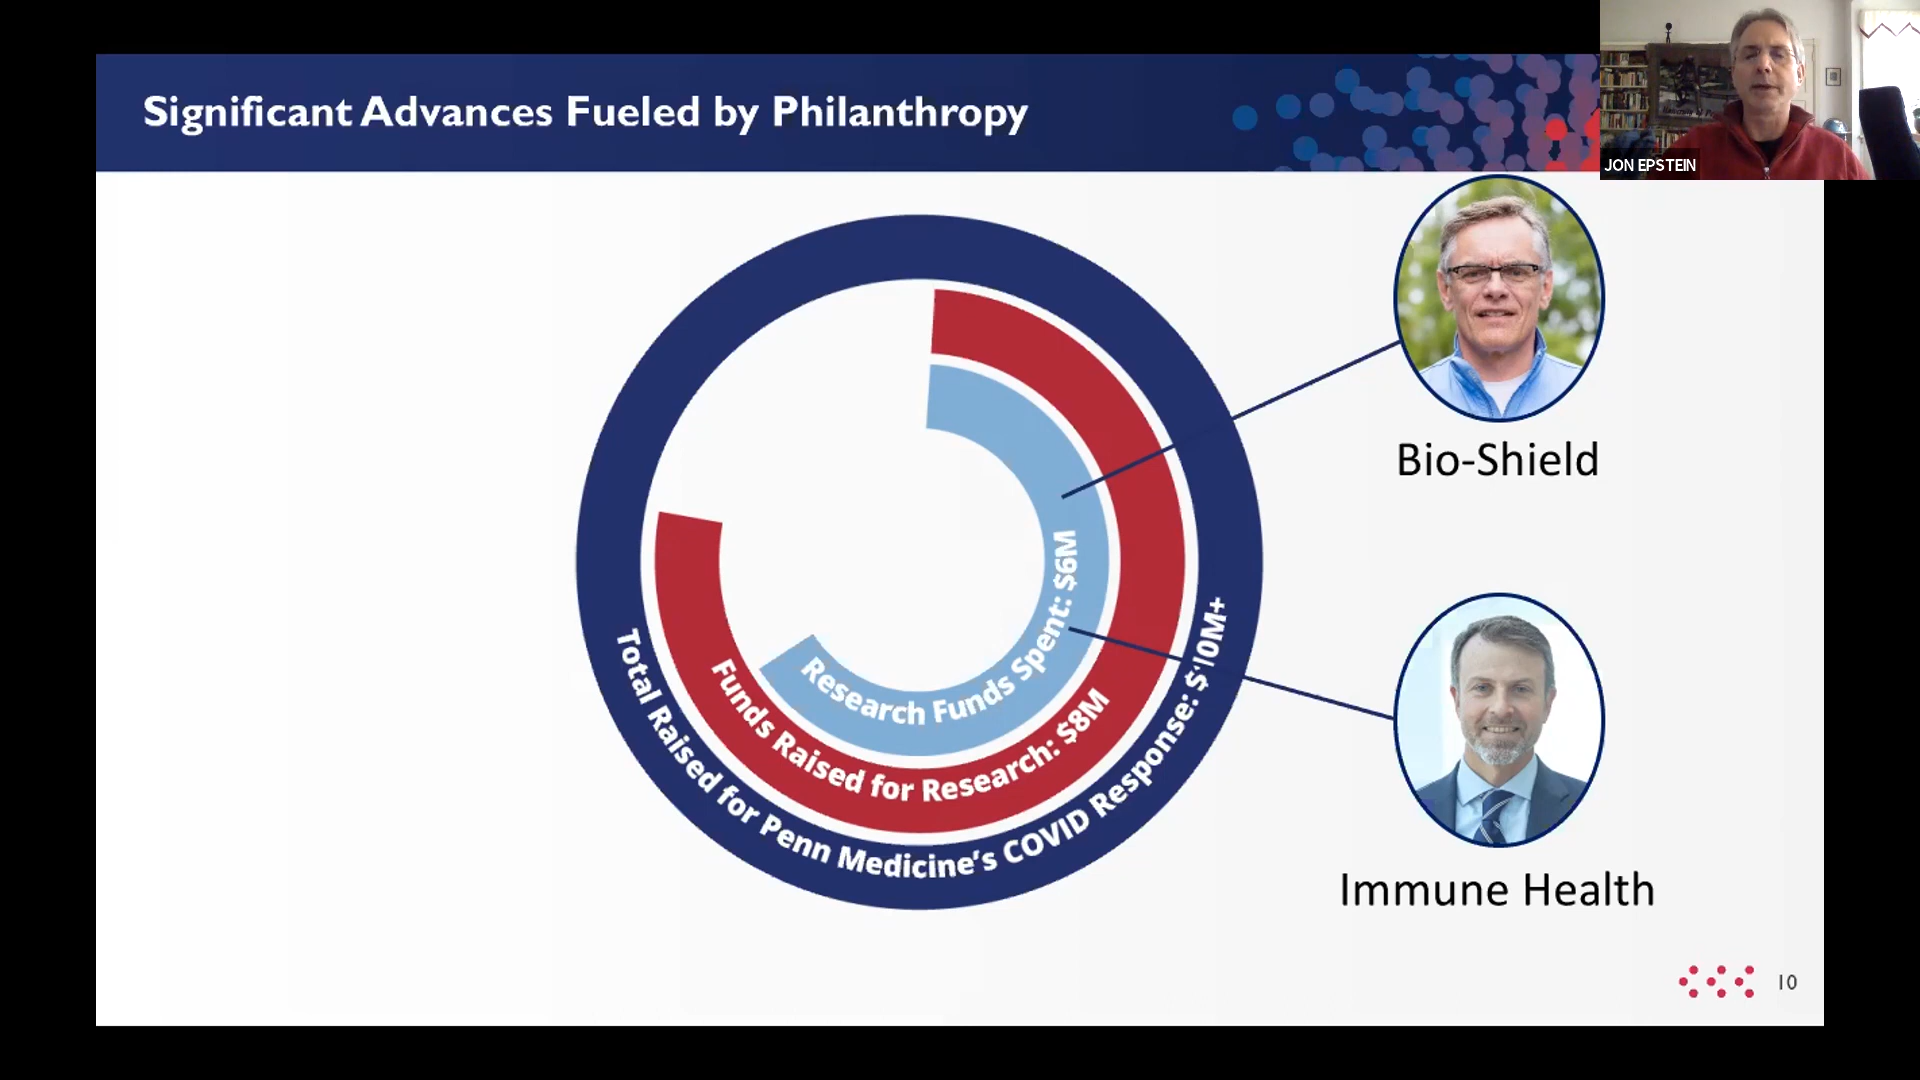 Significant Advances Fueled by Philanthropy
JON EPSTEIN
Bio-Shield
Research Funds Spent: $6M
Funds Raised for Research: $8M
Total Raised for Penn Medicine’s COVID Response: $10M+
Immune Health
10